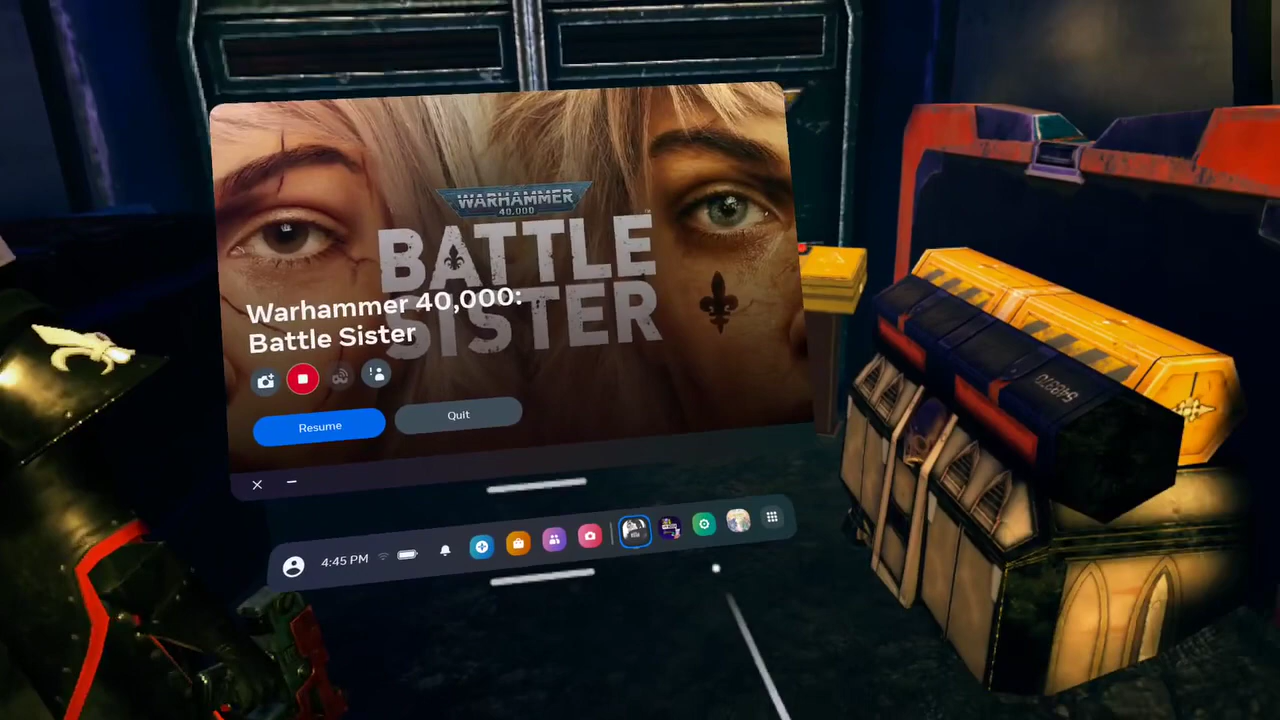 WARHAMMER
40,000
BATTLE
SISTER
Warhammer 40,000:
Battle Sister
Resume
Quit
4:45 PM